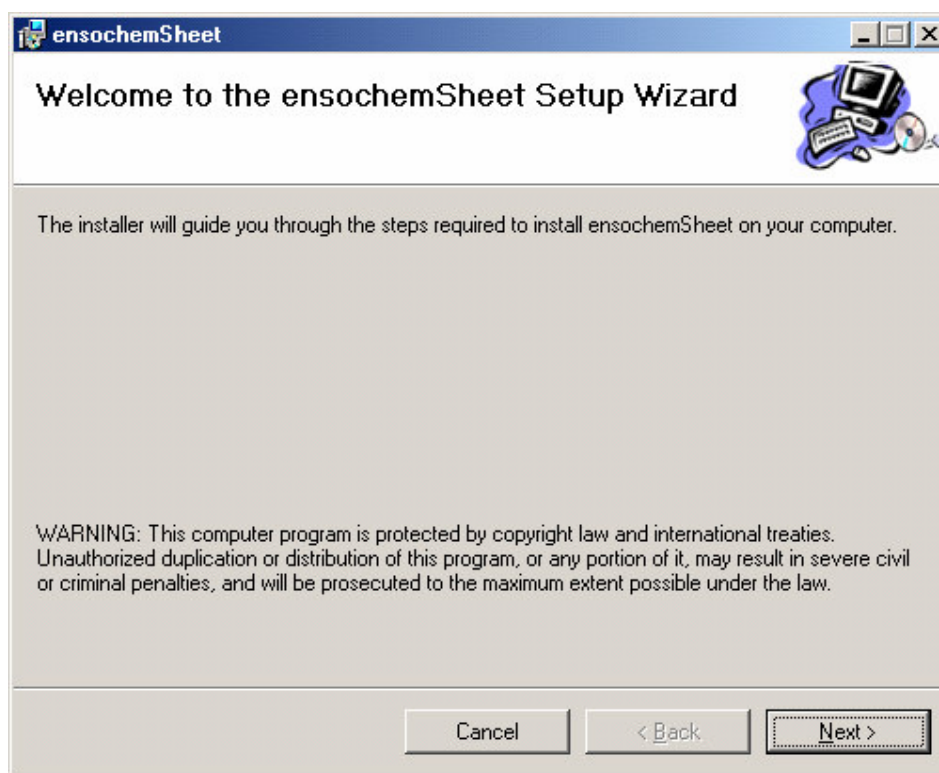 ensochemSheet
Welcome to the ensochemSheet Setup Wizard
The installer will guide you through the steps required to install ensochemSheet on your computer.
WARNING: This computer program is protected by copyright law and international treaties.
Unauthorized duplication or distribution of this program, or any portion of it, may result in severe civil
or criminal penalties, and will be prosecuted to the maximum extent possible under the law.
Cancel
< Back
Next >